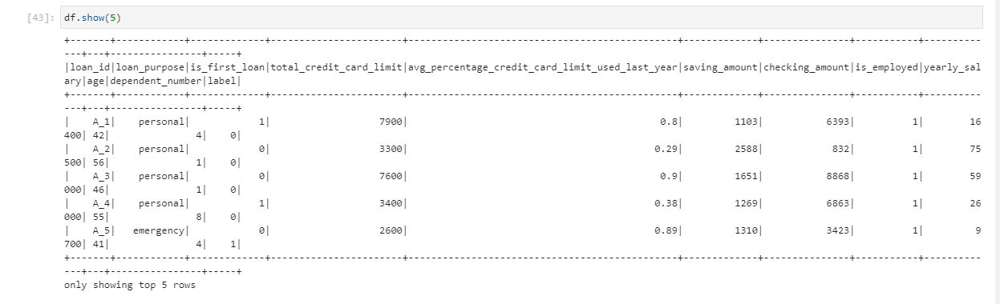 [43]: df.show(5)
+-------+------------+-------------+-----------------------+---------------------------------------------+-------------+---------------+-----------+----------
---+---+----------------+-----+
|loan_id|loan_purpose|is_first_loan|total_credit_card_limit|avg_percentage_credit_card_limit_used_last_year|saving_amount|checking_amount|is_employed|yearly_sal
ary|age|dependent_number|label|
+-------+------------+-------------+-----------------------+---------------------------------------------+-------------+---------------+-----------+----------
---+---+----------------+-----+
|    A_1|    personal|            1|                   7900|                                            0.8|         1103|           6393|          1|        16
400| 42|               4|    0|
|    A_2|    personal|            0|                   3300|                                           0.29|         2588|            832|          1|        75
500| 56|               1|    0|
|    A_3|    personal|            0|                   7600|                                            0.9|         1651|           8868|          1|        59
000| 46|               1|    0|
|    A_4|    personal|            1|                   3400|                                           0.38|         1269|           6863|          1|        26
000| 55|               8|    0|
|    A_5|   emergency|            0|                   2600|                                           0.89|         1310|           3423|          1|         9
700| 41|               4|    1|
+-------+------------+-------------+-----------------------+---------------------------------------------+-------------+---------------+-----------+----------
---+---+----------------+-----+
only showing top 5 rows